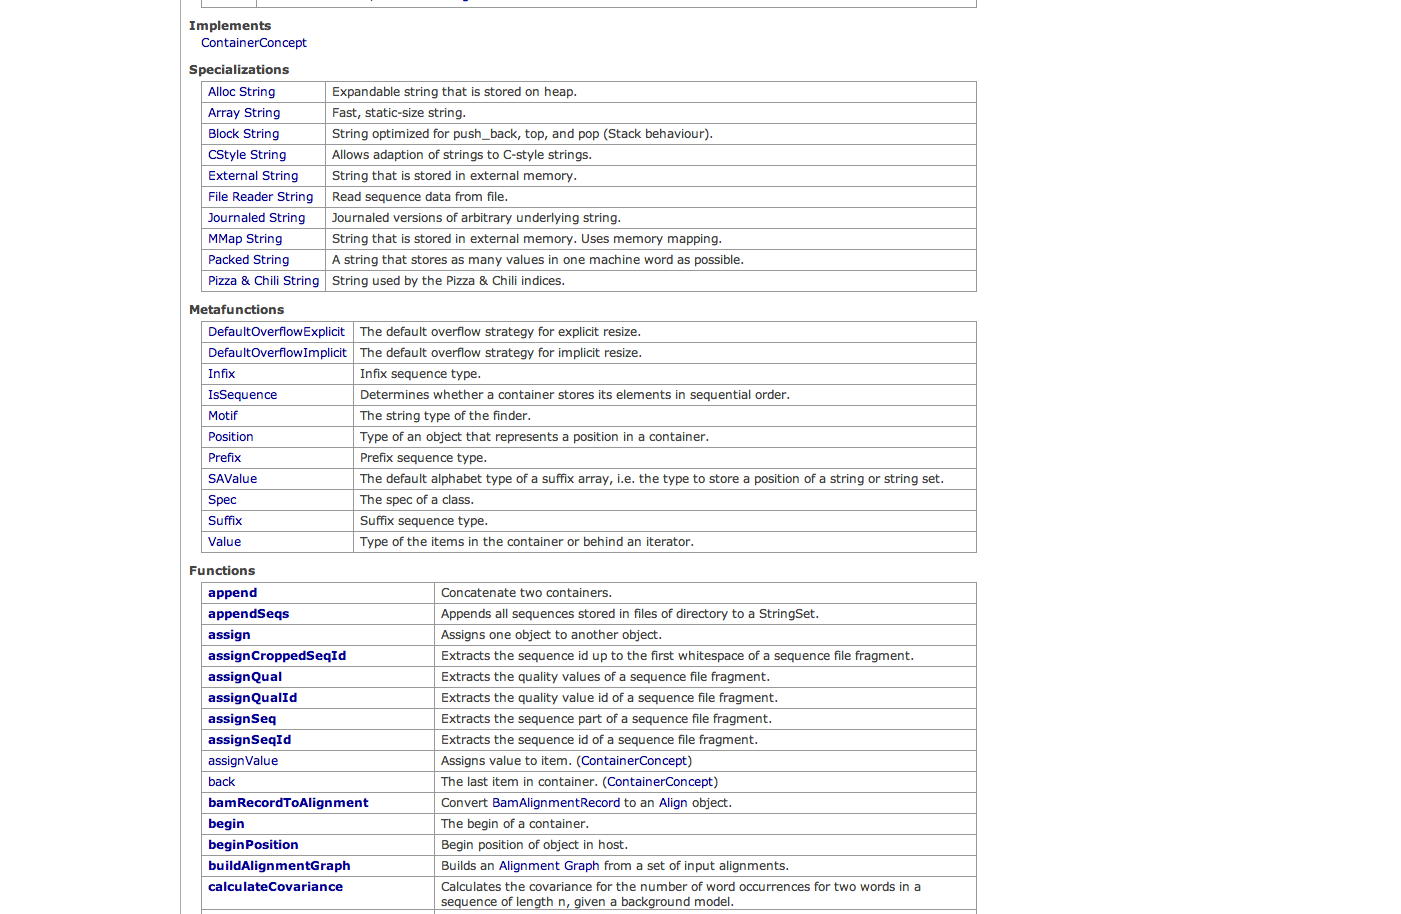 Implements
ContainerConcept
Specializations
Alloc String Expandable string that is stored on heap.
Array String Fast, static-size string.
Block String String optimized for push_back, top, and pop (Stack behaviour).
CStyle String Allows adaption of strings to C-style strings.
External String String that is stored in external memory.
File Reader String Read sequence data from file.
Journaled String Journaled versions of arbitrary underlying string.
MMap String String that is stored in external memory. Uses memory mapping.
Packed String A string that stores as many values in one machine word as possible.
Pizza & Chili String String used by the Pizza & Chili indices.
Metafunctions
DefaultOverflowExplicit The default overflow strategy for explicit resize.
DefaultOverflowImplicit The default overflow strategy for implicit resize.
Infix Infix sequence type.
IsSequence Determines whether a container stores its elements in sequential order.
Motif The string type of the finder.
Position Type of an object that represents a position in a container.
Prefix Prefix sequence type.
SAValue The default alphabet type of a suffix array, i.e. the type to store a position of a string or string set.
Spec The spec of a class.
Suffix Suffix sequence type.
Value Type of the items in the container or behind an iterator.
Functions
append Concatenate two containers.
appendSeqs Appends all sequences stored in files of directory to a StringSet.
assign Assigns one object to another object.
assignCroppedSeqId Extracts the sequence id up to the first whitespace of a sequence file fragment.
assignQual Extracts the quality values of a sequence file fragment.
assignQualId Extracts the quality value id of a sequence file fragment.
assignSeq Extracts the sequence part of a sequence file fragment.
assignSeqId Extracts the sequence id of a sequence file fragment.
assignValue Assigns value to item. (ContainerConcept)
back The last item in container. (ContainerConcept)
bamRecordToAlignment Convert BamAlignmentRecord to an Align object.
begin The begin of a container.
beginPosition Begin position of object in host.
buildAlignmentGraph Builds an Alignment Graph from a set of input alignments.
calculateCovariance Calculates the covariance for the number of word occurrences for two words in a
sequence of length n, given a background model.